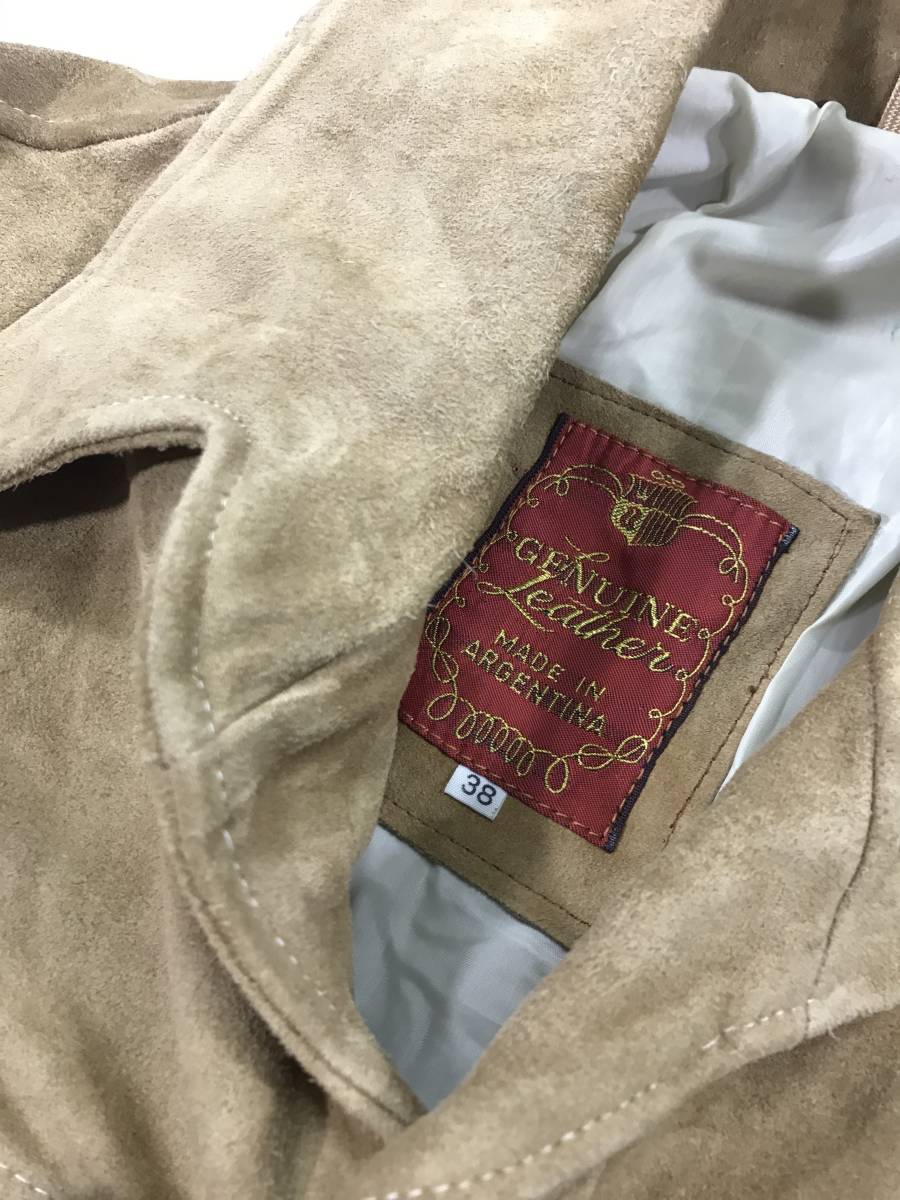 GENUINE
Leather
MADE IN
ARGENTINA
38